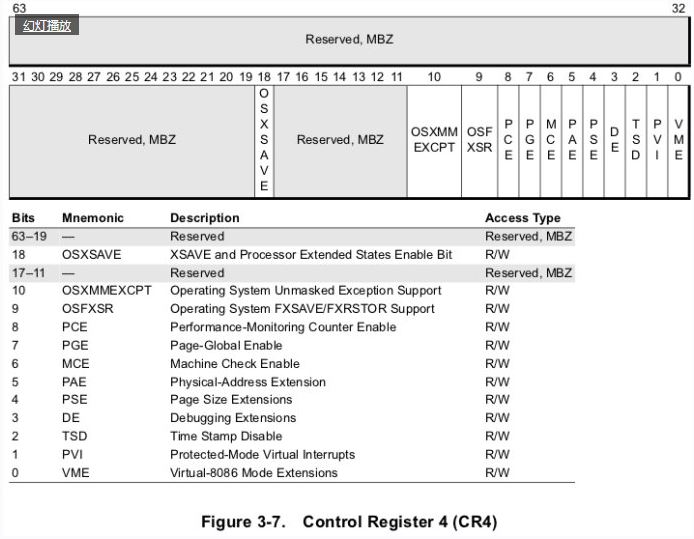 63 32
幻灯播放
Reserved, MBZ
31 30 29 28 27 26 25 24 23 22 21 20 19 18 17 16 15 14 13 12 11 10 9 8 7 6 5 4 3 2 1 0
Reserved, MBZ OSXSAVE Reserved, MBZ OSXMM EXCPT OSF XSR PCE PGE MCE PAE PSE DE TSD PVI VME
Bits Mnemonic Description Access Type
63–19 — Reserved Reserved, MBZ
18 OSXSAVE XSAVE and Processor Extended States Enable Bit R/W
17–11 — Reserved Reserved, MBZ
10 OSXMMEXCPT Operating System Unmasked Exception Support R/W
9 OSFXSR Operating System FXSAVE/FXRSTOR Support R/W
8 PCE Performance-Monitoring Counter Enable R/W
7 PGE Page-Global Enable R/W
6 MCE Machine Check Enable R/W
5 PAE Physical-Address Extension R/W
4 PSE Page Size Extensions R/W
3 DE Debugging Extensions R/W
2 TSD Time Stamp Disable R/W
1 PVI Protected-Mode Virtual Interrupts R/W
0 VME Virtual-8086 Mode Extensions R/W
Figure 3-7. Control Register 4 (CR4)